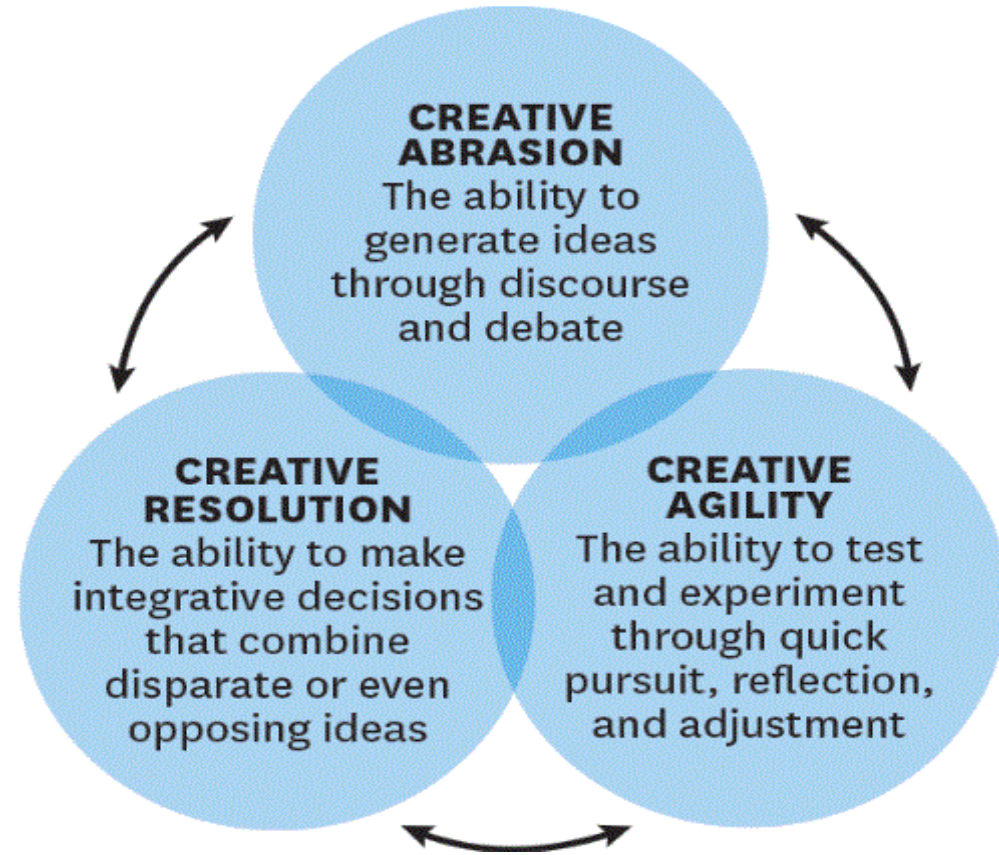 CREATIVE
ABRASION
The ability to
generate ideas
through discourse
and debate
CREATIVE
RESOLUTION
The ability to make
integrative decisions
that combine
disparate or even
opposing ideas
CREATIVE
AGILITY
The ability to test
and experiment
through quick
pursuit, reflection,
and adjustment